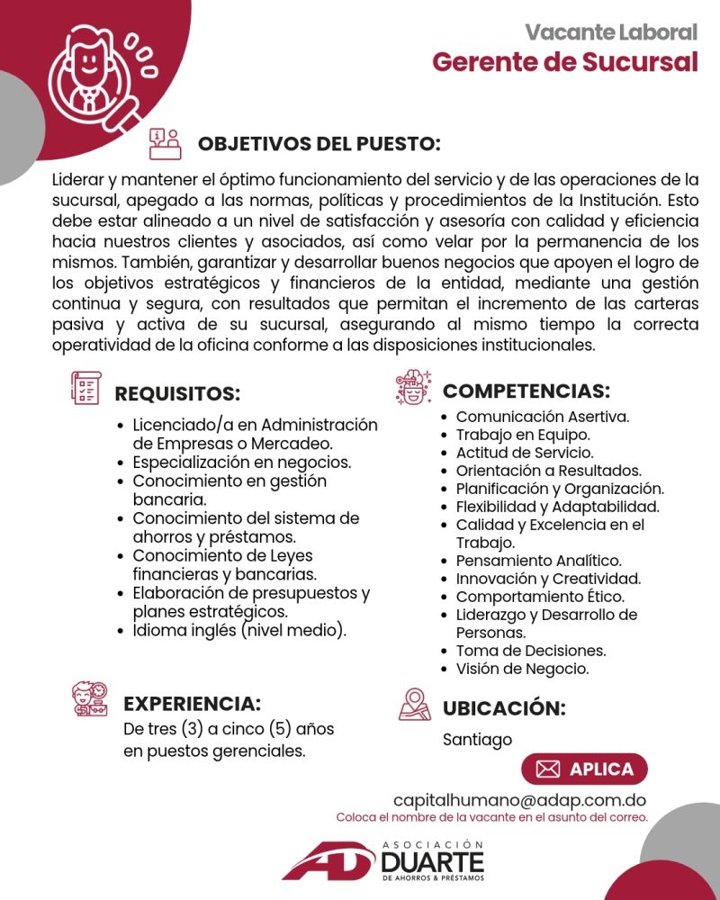 Vacante Laboral
Gerente de Sucursal
OBJETIVOS DEL PUESTO:
Liderar y mantener el óptimo funcionamiento del servicio y de las operaciones de la
sucursal, apegado a las normas, políticas y procedimientos de la Institución. Esto
debe estar alineado a un nivel de satisfacción y asesoría con calidad y eficiencia
hacia nuestros clientes y asociados, así como velar por la permanencia de los
mismos. También, garantizar y desarrollar buenos negocios que apoyen el logro de
los objetivos estratégicos y financieros de la entidad, mediante una gestión
continua y segura, con resultados que permitan el incremento de las carteras
pasiva y activa de su sucursal, asegurando al mismo tiempo la correcta
operatividad de la oficina conforme a las disposiciones institucionales.
REQUISITOS:
• Licenciado/a en Administración
de Empresas o Mercadeo.
• Especialización en negocios.
• Conocimiento en gestión
bancaria.
• Conocimiento del sistema de
ahorros y préstamos.
• Conocimiento de Leyes
financieras y bancarias.
• Elaboración de presupuestos y
planes estratégicos.
• Idioma inglés (nivel medio).
COMPETENCIAS:
• Comunicación Asertiva.
• Trabajo en Equipo.
• Actitud de Servicio.
• Orientación a Resultados.
• Planificación y Organización.
• Flexibilidad y Adaptabilidad.
• Calidad y Excelencia en el
Trabajo.
• Pensamiento Analítico.
• Innovación y Creatividad.
• Comportamiento Ético.
• Liderazgo y Desarrollo de
Personas.
• Toma de Decisiones.
• Visión de Negocio.
EXPERIENCIA:
De tres (3) a cinco (5) años
en puestos gerenciales.
UBICACIÓN:
Santiago
APLICA
capitalhumano@adap.com.do
Coloca el nombre de la vacante en el asunto del correo.
AD
ASOCIACIÓN
DUARTE
DE AHORROS & PRÉSTAMOS